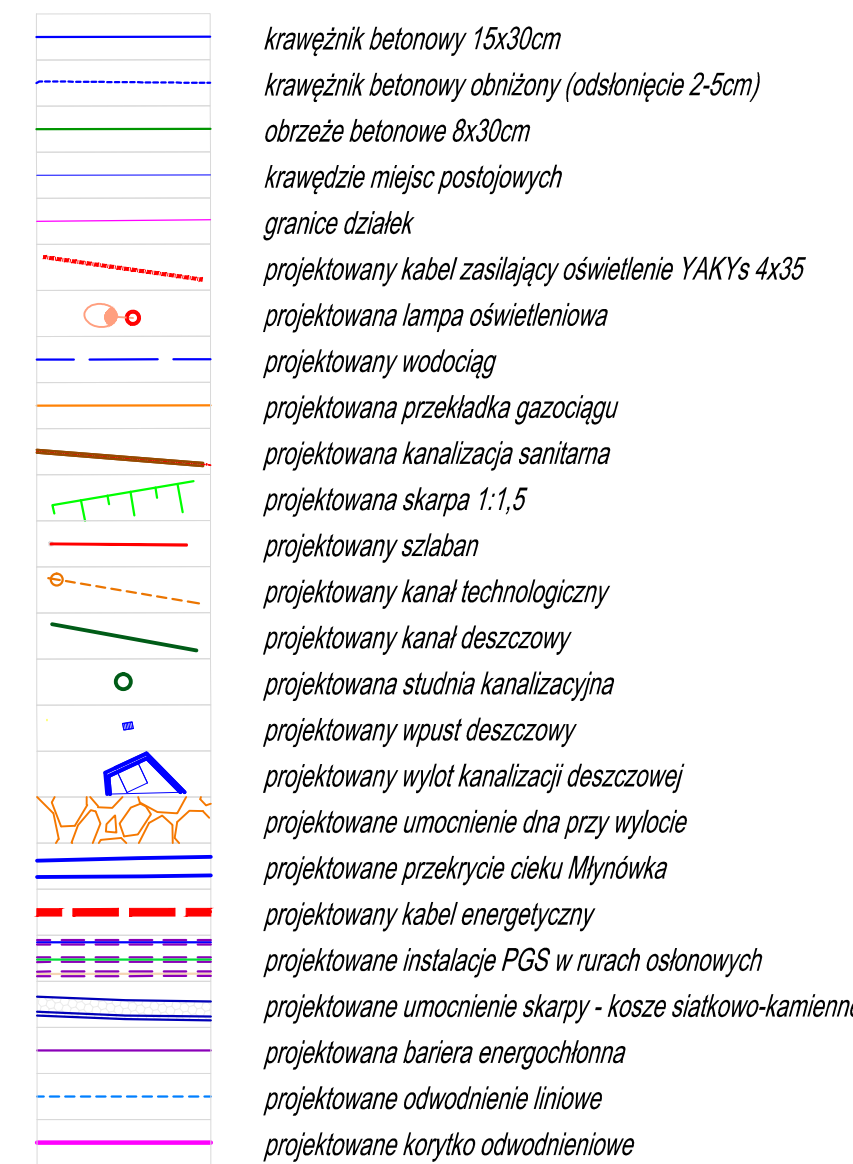 krawężnik betonowy 15x30cm
krawężnik betonowy obniżony (odsłonięcie 2-5cm)
obrzeże betonowe 8x30cm
krawędzie miejsc postojowych
granice działek
projektowany kabel zasilający oświetlenie YAKYs 4x35
projektowana lampa oświetleniowa
projektowany wodociąg
projektowana przekładka gazociągu
projektowana kanalizacja sanitarna
projektowana skarpa 1:1,5
projektowany szlaban
projektowany kanał technologiczny
projektowany kanał deszczowy
projektowana studnia kanalizacyjna
projektowany wpust deszczowy
projektowany wylot kanalizacji deszczowej
projektowane umocnienie dna przy wylocie
projektowane przekrycie cieku Młynówka
projektowany kabel energetyczny
projektowane instalacje PGS w rurach osłonowych
projektowane umocnienie skarpy - kosze siatkowo-kamienne
projektowana bariera energochłonna
projektowane odwodnienie liniowe
projektowane korytko odwodnieniowe